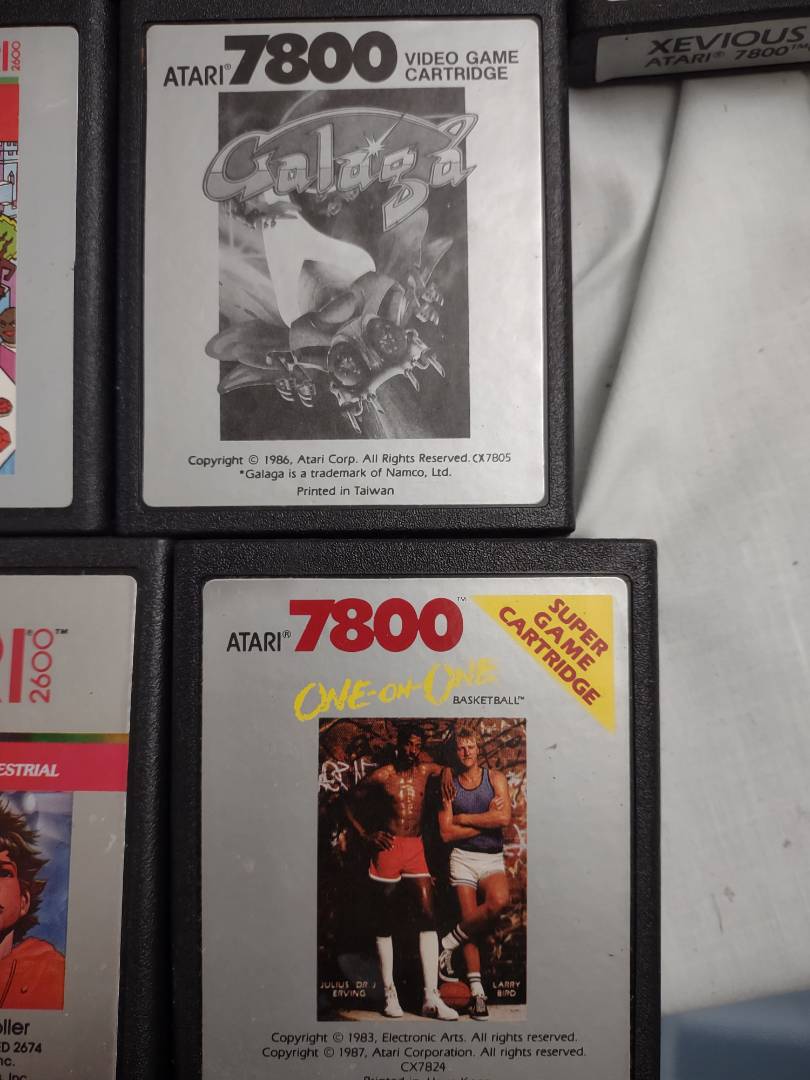 2600
ATARI® 7800 VIDEO GAME
CARTRIDGE
Galaga
Copyright © 1986, Atari Corp. All Rights Reserved. CX7805
*Galaga is a trademark of Namco, Ltd.
Printed in Taiwan
XEVIOUS
ATARI® 7800™
2600™
ESTRIAL
ED 2674
ATARI® 7800™
SUPER
GAME
CARTRIDGE
ONE-ON-ONE
BASKETBALL™
JULIUS DR J
ERVING
LARRY
BIRD
Copyright © 1983, Electronic Arts. All rights reserved.
Copyright © 1987, Atari Corporation. All rights reserved.
CX7824